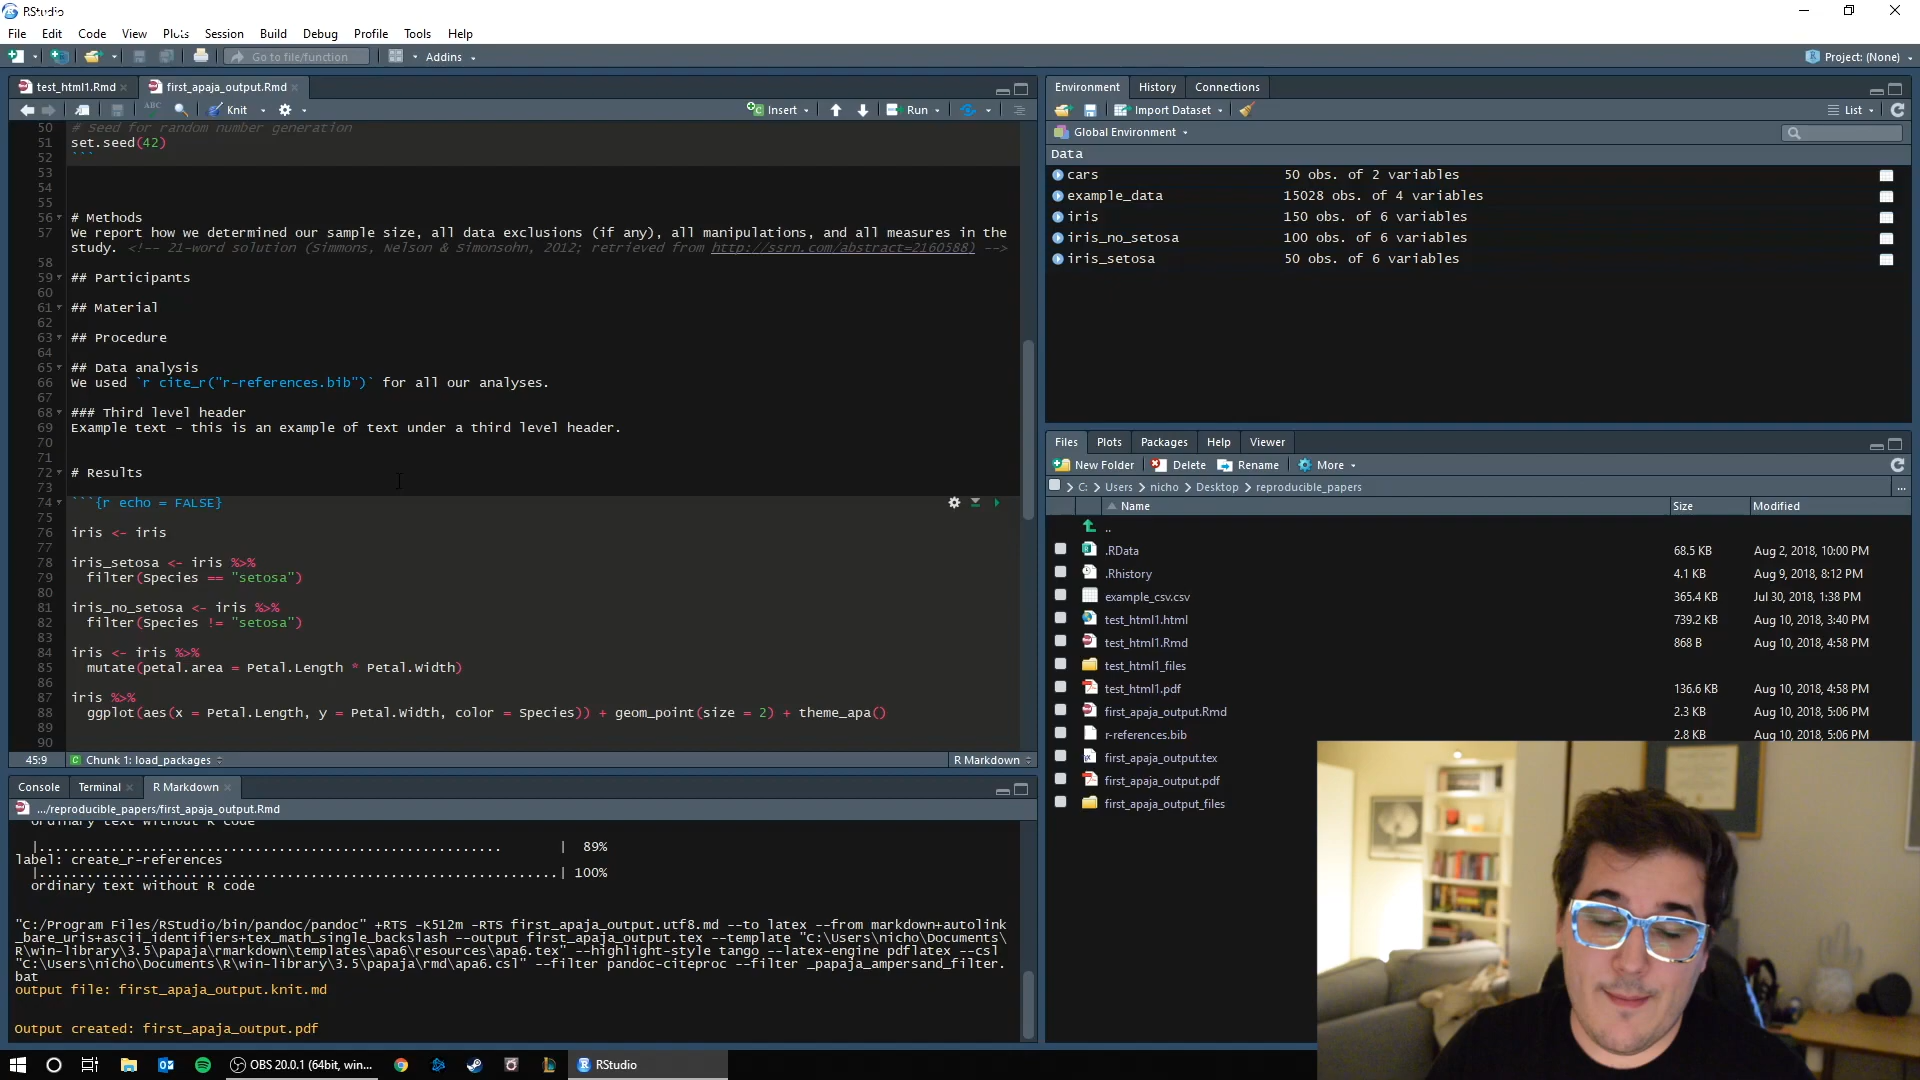 RStudio
File Edit Code View Plots Session Build Debug Profile Tools Help
Go to file/function Addins Project: (None)
test_html1.Rmd first_apaja_output.Rmd
ABC Knit Insert Run
50 # Seed for random number generation
51 set.seed(42)
52 ```
53
54
55
56 # Methods
57 We report how we determined our sample size, all data exclusions (if any), all manipulations, and all measures in the
study. <!-- 21-word solution (Simmons, Nelson & Simonsohn, 2012; retrieved from http://ssrn.com/abstract=2160588) -->
58
59 ## Participants
60
61 ## Material
62
63 ## Procedure
64
65 ## Data analysis
66 We used `r cite_r("r-references.bib")` for all our analyses.
67
68 ### Third level header
69 Example text - this is an example of text under a third level header.
70
71
72 # Results
73
74 ```{r echo = FALSE}
75
76 iris <- iris
77
78 iris_setosa <- iris %>%
79 filter(Species == "setosa")
80
81 iris_no_setosa <- iris %>%
82 filter(Species != "setosa")
83
84 iris <- iris %>%
85 mutate(petal.area = Petal.Length * Petal.Width)
86
87 iris %>%
88 ggplot(aes(x = Petal.Length, y = Petal.Width, color = Species)) + geom_point(size = 2) + theme_apa()
89
90
45:9 Chunk 1: load_packages R Markdown
Console Terminal R Markdown
.../reproducible_papers/first_apaja_output.Rmd
ordinary text without R code
|....................................................... | 89%
label: create_r-references
|..............................................................| 100%
ordinary text without R code
"C:/Program Files/RStudio/bin/pandoc/pandoc" +RTS -K512m -RTS first_apaja_output.utf8.md --to latex --from markdown+autolink
_bare_uris+ascii_identifiers+tex_math_single_backslash --output first_apaja_output.tex --template "C:\Users\nicho\Documents\
R\win-library\3.5\papaja\rmarkdown\templates\apa6\resources\apa6.tex" --highlight-style tango --latex-engine pdflatex --csl
"C:\Users\nicho\Documents\R\win-library\3.5\papaja\rmd\apa6.csl" --filter pandoc-citeproc --filter _papaja_ampersand_filter.
bat
output file: first_apaja_output.knit.md
Output created: first_apaja_output.pdf
Environment History Connections
Import Dataset List
Global Environment
Data
cars 50 obs. of 2 variables
example_data 15028 obs. of 4 variables
iris 150 obs. of 6 variables
iris_no_setosa 100 obs. of 6 variables
iris_setosa 50 obs. of 6 variables
Files Plots Packages Help Viewer
New Folder Delete Rename More
C: Users nicho Desktop reproducible_papers ...
Name Size Modified
..
.RData 68.5 KB Aug 2, 2018, 10:00 PM
.Rhistory 4.1 KB Aug 9, 2018, 8:12 PM
example_csv.csv 365.4 KB Jul 30, 2018, 1:38 PM
test_html1.html 739.2 KB Aug 10, 2018, 3:40 PM
test_html1.Rmd 868 B Aug 10, 2018, 4:58 PM
test_html1_files
test_html1.pdf 136.6 KB Aug 10, 2018, 4:58 PM
first_apaja_output.Rmd 2.3 KB Aug 10, 2018, 5:06 PM
r-references.bib 2.8 KB Aug 10, 2018, 5:06 PM
first_apaja_output.tex
first_apaja_output.pdf
first_apaja_output_files
OBS 20.0.1 (64bit, win... RStudio